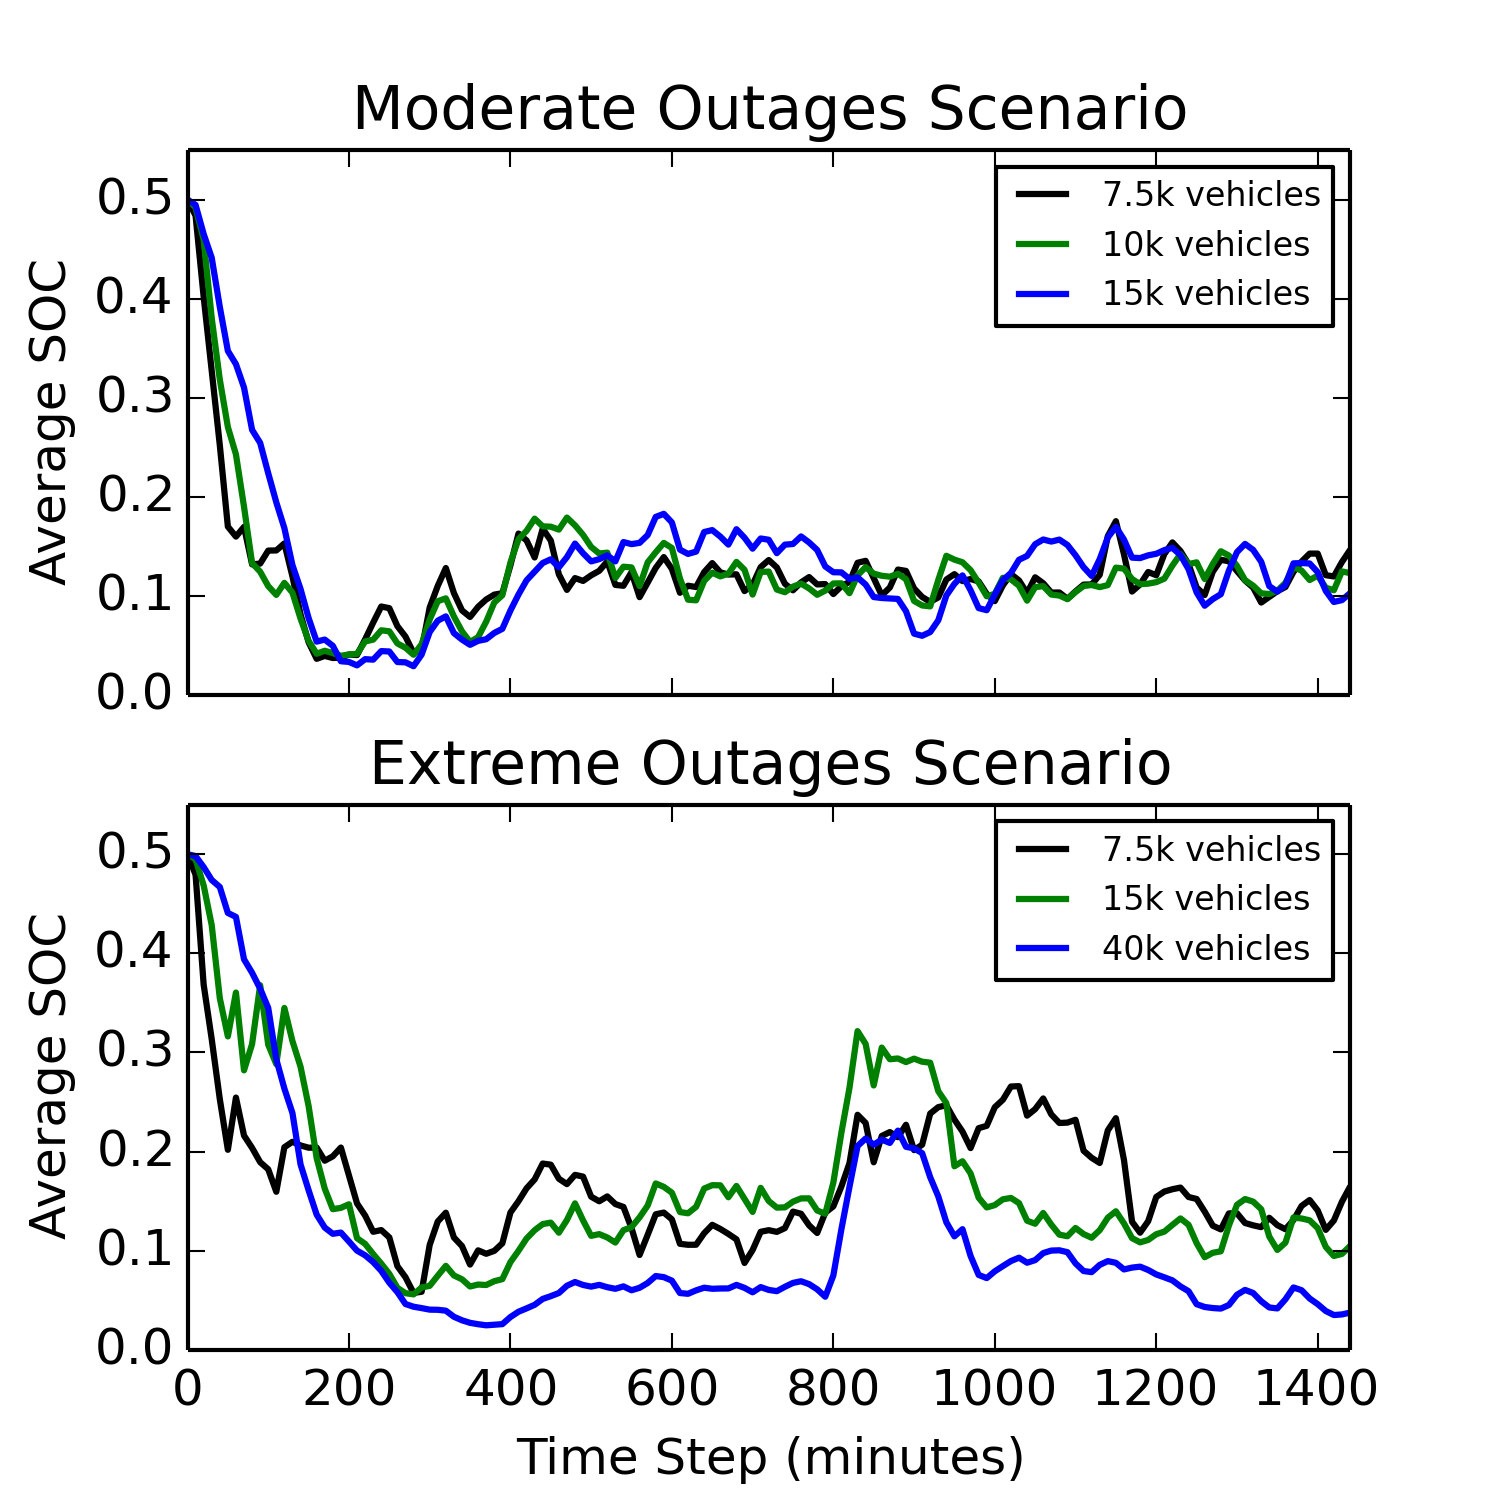 Moderate Outages Scenario
Average SOC
0.5
0.4
0.3
0.2
0.1
0.0
7.5k vehicles
10k vehicles
15k vehicles
Extreme Outages Scenario
Average SOC
0.5
0.4
0.3
0.2
0.1
0.0
7.5k vehicles
15k vehicles
40k vehicles
0 200 400 600 800 1000 1200 1400
Time Step (minutes)